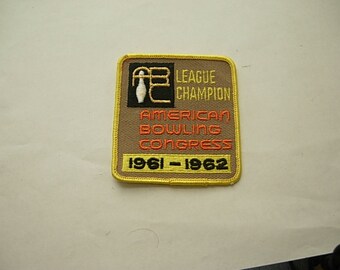 ABC
LEAGUE
CHAMPION
AMERICAN
BOWLING
CONGRESS
1961-1962